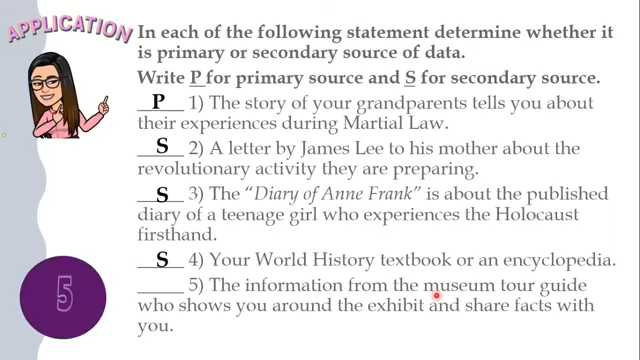 APPLICATION
In each of the following statement determine whether it
is primary or secondary source of data.
Write P for primary source and S for secondary source.
__P__ 1) The story of your grandparents tells you about
their experiences during Martial Law.
__S__ 2) A letter by James Lee to his mother about the
revolutionary activity they are preparing.
__S__ 3) The “Diary of Anne Frank” is about the published
diary of a teenage girl who experiences the Holocaust
firsthand.
__S__ 4) Your World History textbook or an encyclopedia.
_____ 5) The information from the museum tour guide
who shows you around the exhibit and share facts with
you.
5